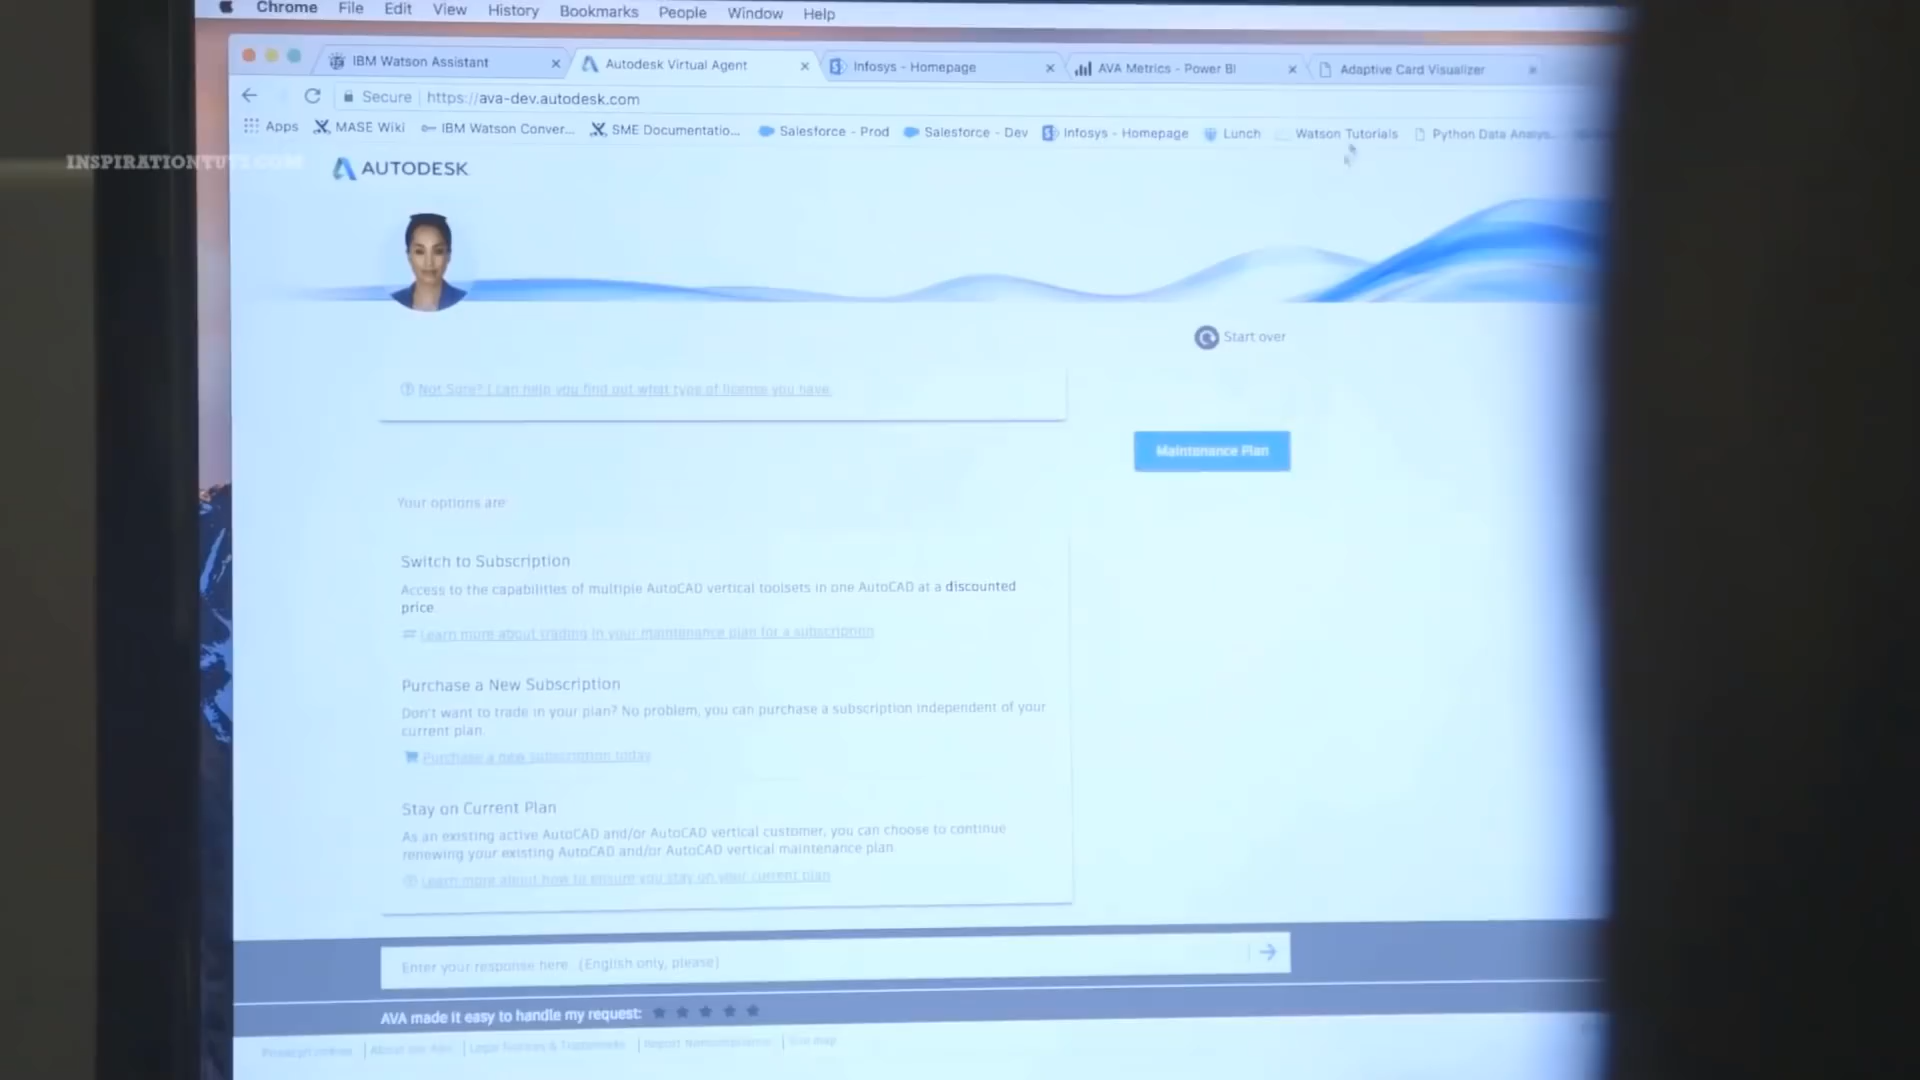 Chrome File Edit View History Bookmarks People Window Help
IBM Watson Assistant Autodesk Virtual Agent Infosys - Homepage AVA Metrics - Power BI Adaptive Card Visualizer
Secure https://ava-dev.autodesk.com
Apps MASE Wiki IBM Watson Conver... SME Documentatio... Salesforce - Prod Salesforce - Dev Infosys - Homepage Lunch Watson Tutorials Python Data Analys...
INSPIRATIONTUTS.COM
AUTODESK
Start over
Not Sure? I can help you find out what type of license you have.
Maintenance Plan
Your options are
Switch to Subscription
Access to the capabilities of multiple AutoCAD vertical toolsets in one AutoCAD at a discounted
price
Learn more about trading in your maintenance plan for a subscription
Purchase a New Subscription
Don't want to trade in your plan? No problem, you can purchase a subscription independent of your
current plan.
Purchase a new subscription today
Stay on Current Plan
As an existing active AutoCAD and/or AutoCAD vertical customer, you can choose to continue
renewing your existing AutoCAD and/or AutoCAD vertical maintenance plan
Learn more about how to ensure you stay on your current plan
Enter your response here. (English only, please)
AVA made it easy to handle my request:
Legal Notices & Trademarks Report Noncompliance Site map